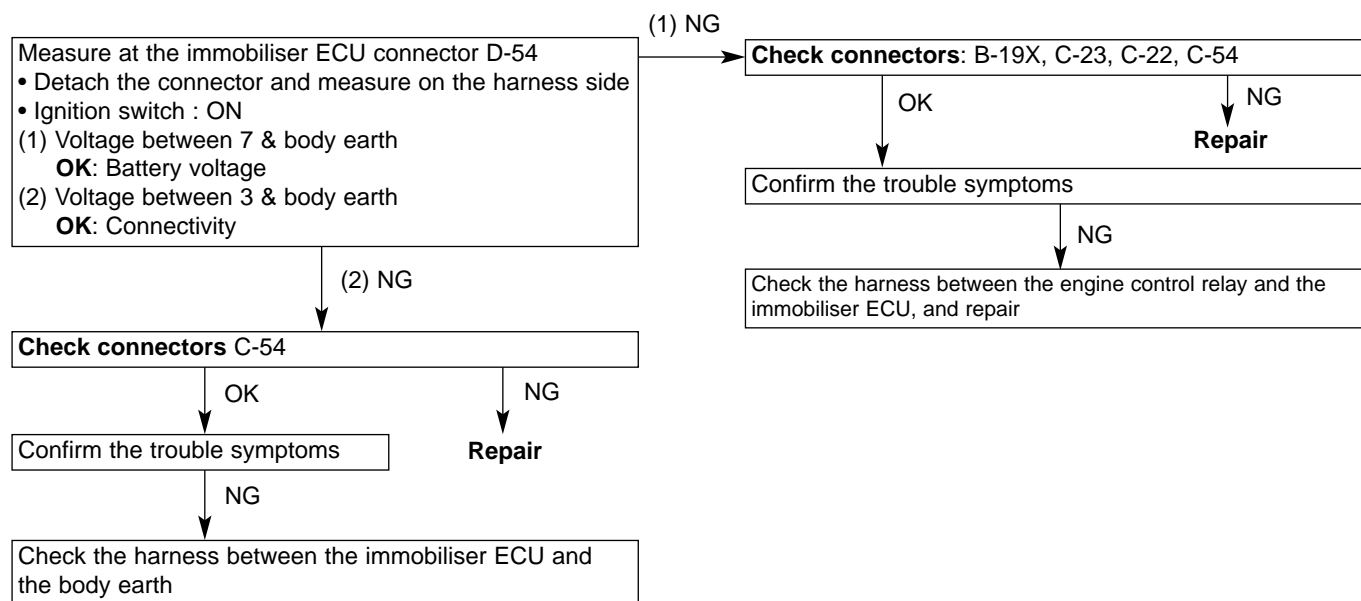 Measure at the immobiliser ECU connector D-54
• Detach the connector and measure on the harness side
• Ignition switch : ON
(1) Voltage between 7 & body earth
OK: Battery voltage
(2) Voltage between 3 & body earth
OK: Connectivity
(1) NG
Check connectors: B-19X, C-23, C-22, C-54
OK
NG
Repair
Confirm the trouble symptoms
NG
Check the harness between the engine control relay and the
immobiliser ECU, and repair
(2) NG
Check connectors C-54
OK
NG
Confirm the trouble symptoms
Repair
NG
Check the harness between the immobiliser ECU and
the body earth